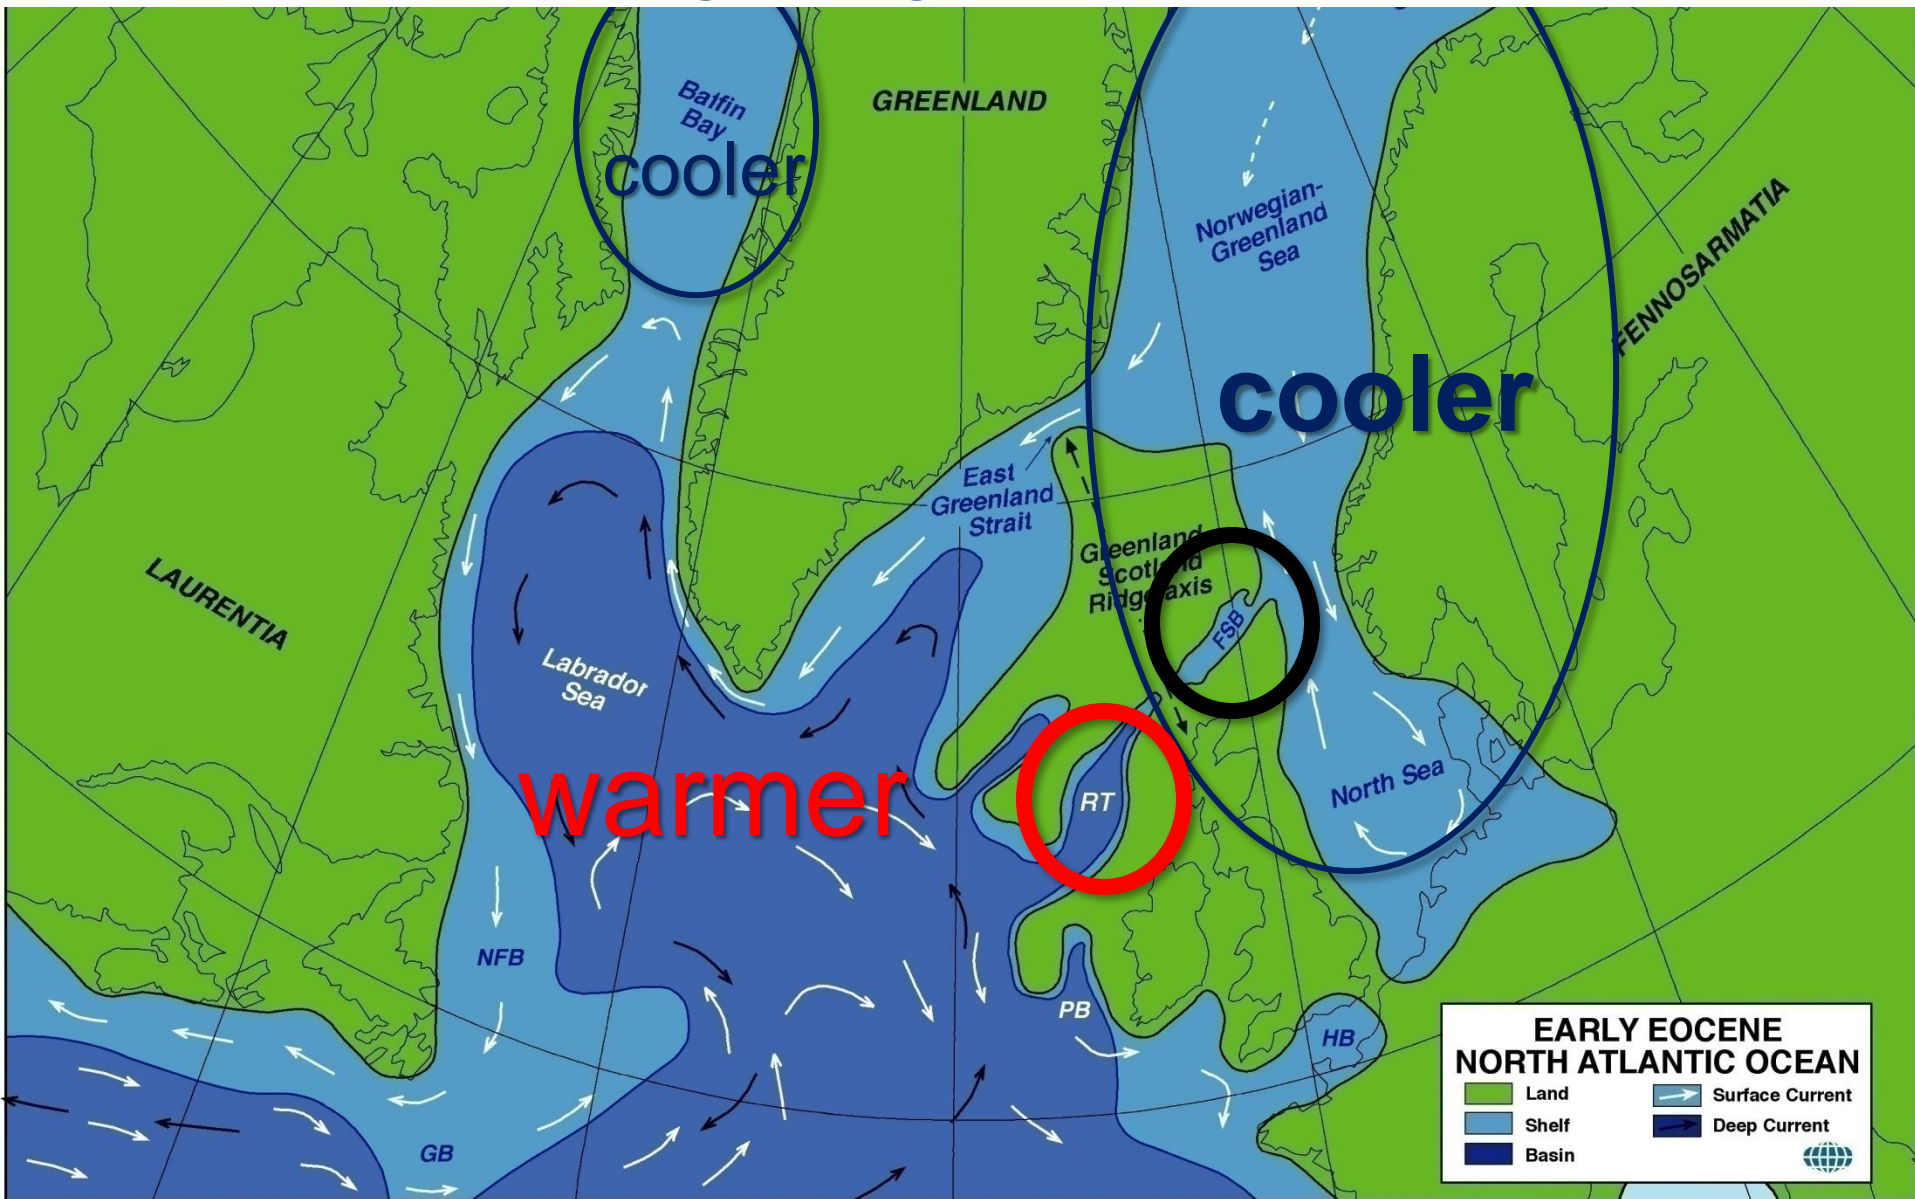 Batfin
Bay
cooler
GREENLAND
Norwegian-
Greenland
Sea
FENNOSARMATIA
cooler
East
Greenland
Strait
Greenland
Scotland
Ridge axis
FSB
LAURENTIA
Labrador
Sea
warmer
RT
North Sea
NFB
PB
HB
GB
EARLY EOCENE
NORTH ATLANTIC OCEAN
Land
Surface Current
Shelf
Deep Current
Basin